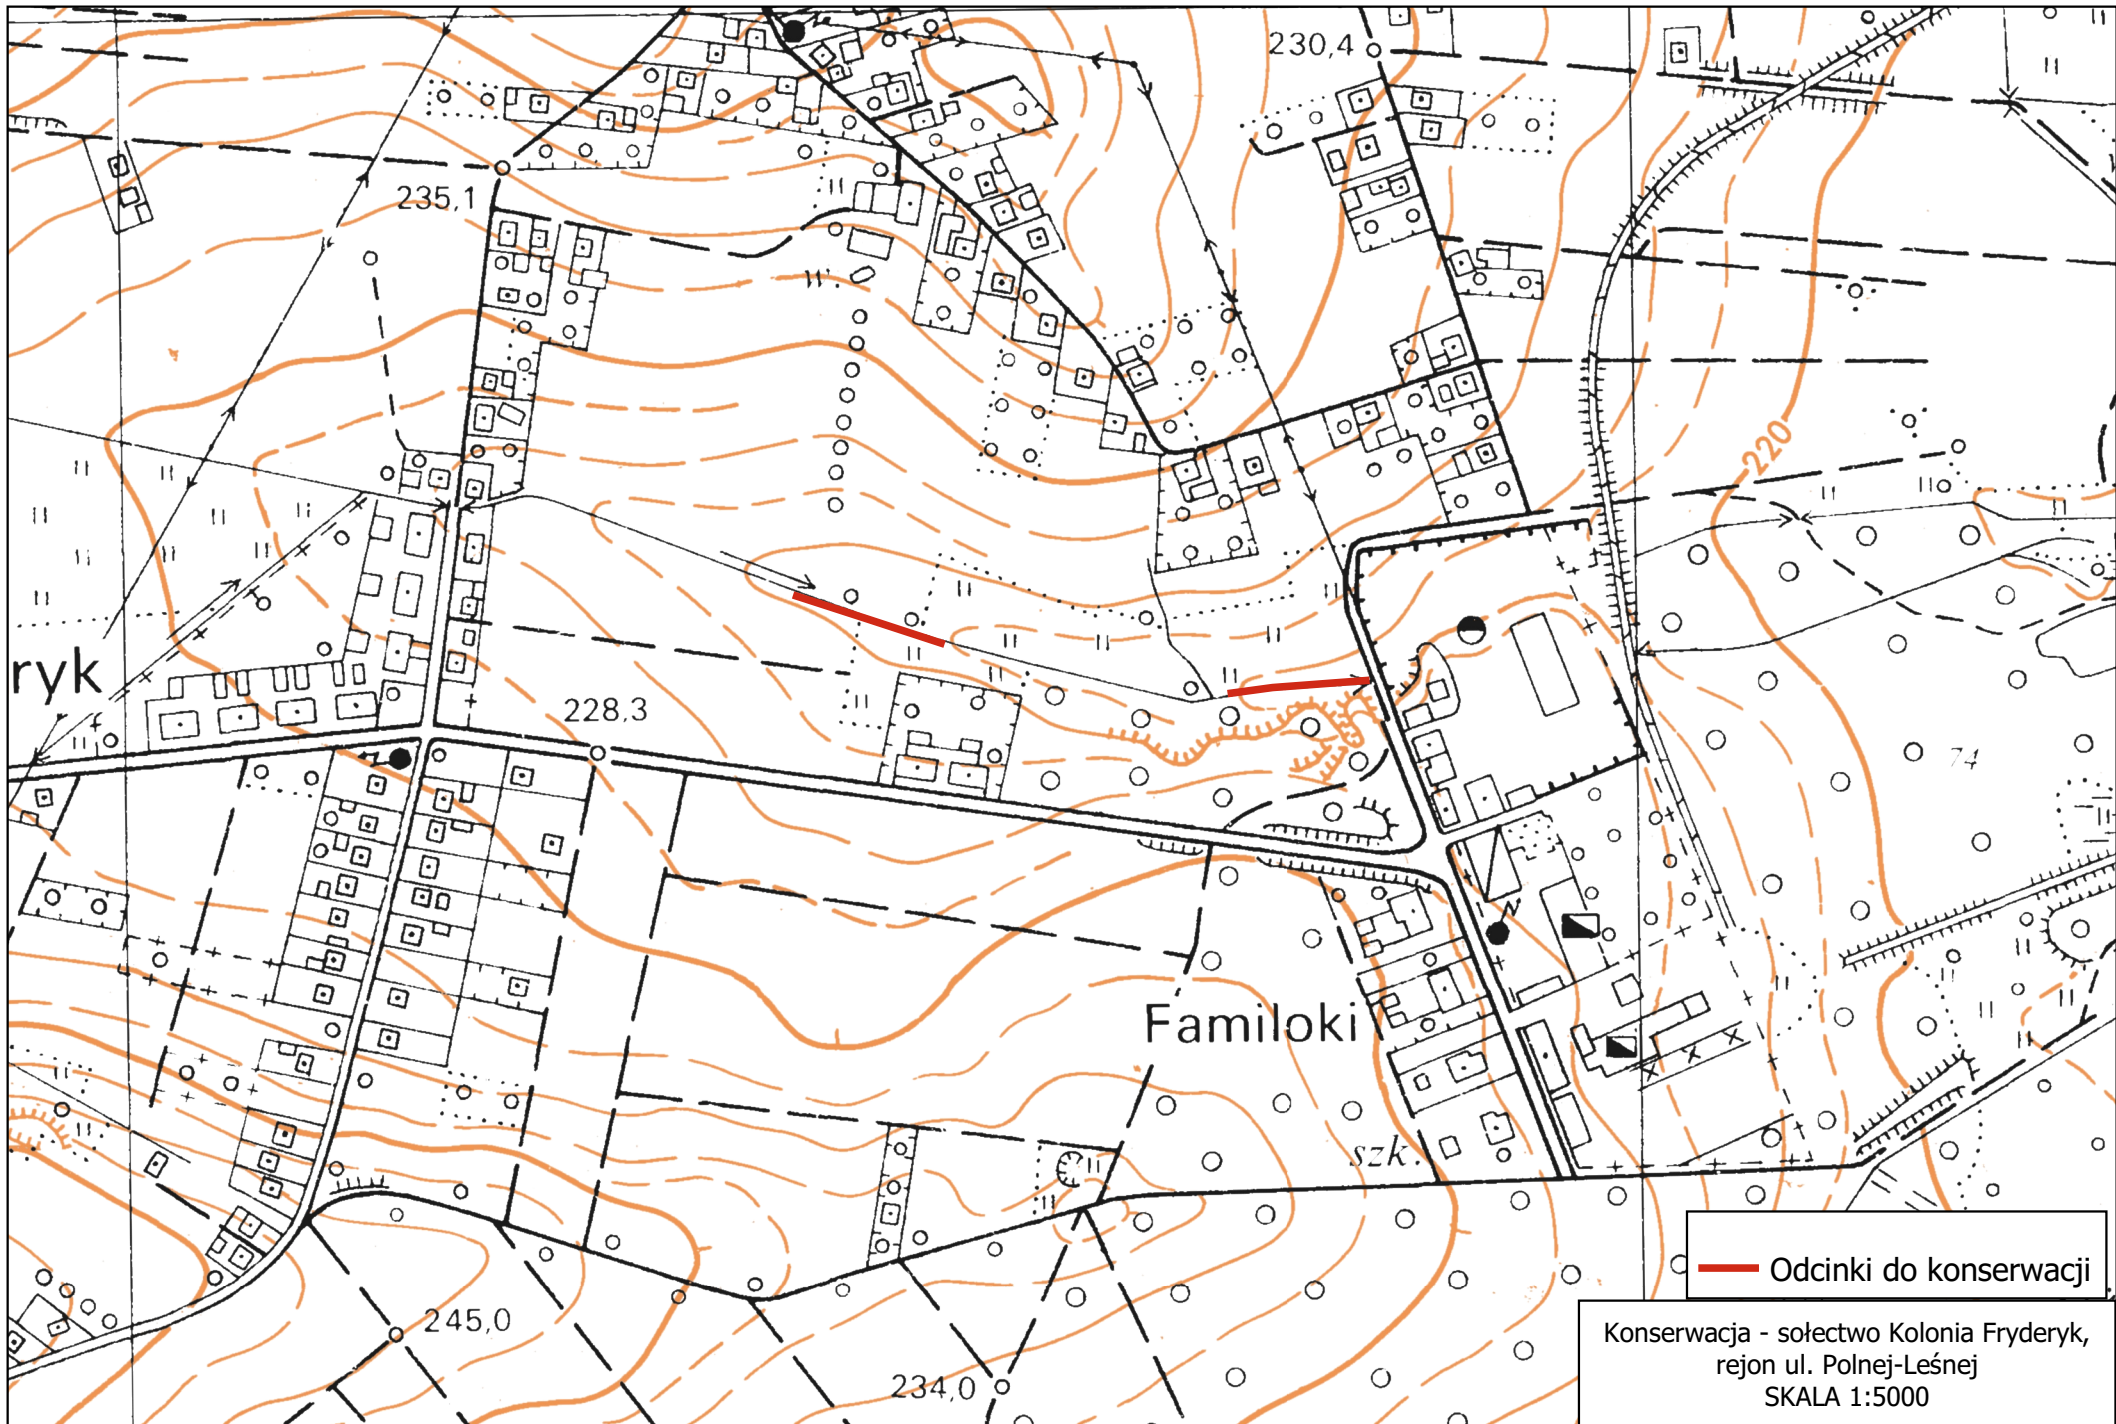 230,4
235,1
W.
220
ryk
228,3
74
Familoki
szk.
245,0
234,0
Odcinki do konserwacji
Konserwacja - sołectwo Kolonia Fryderyk,
rejon ul. Polnej-Leśnej
SKALA 1:5000